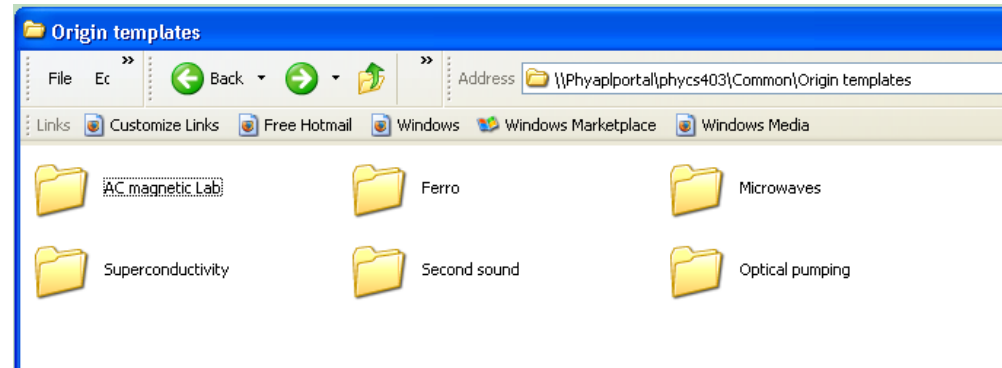 Origin templates
File Ec » Back » Address \\Phyaplportal\phycs403\Common\Origin templates
Links Customize Links Free Hotmail Windows Windows Marketplace Windows Media
AC magnetic Lab Ferro Microwaves
Superconductivity Second sound Optical pumping